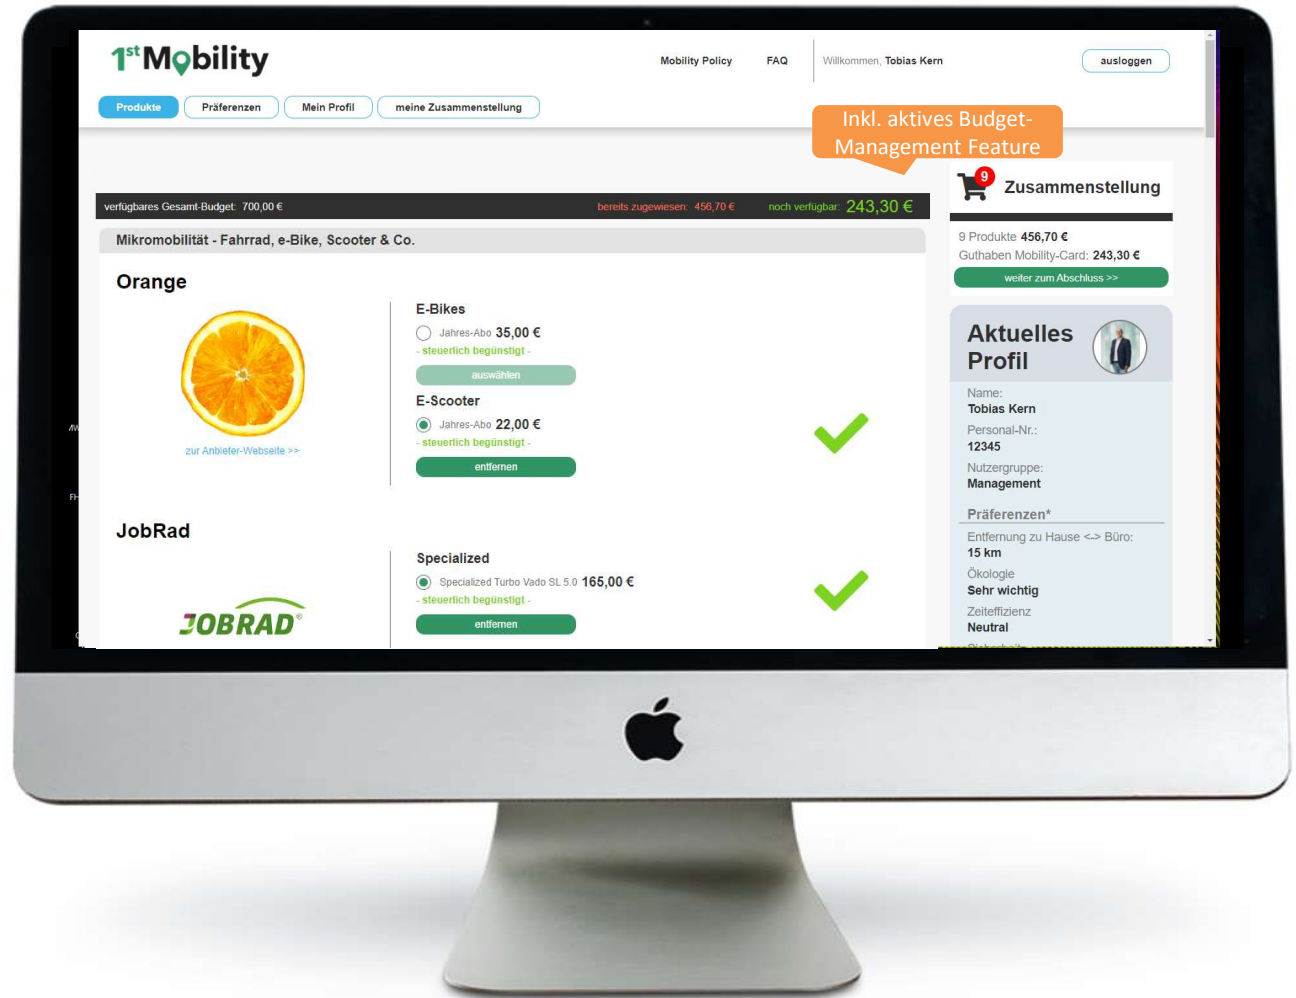 1st Mobility
Mobility Policy
FAQ
Willkommen, Tobias Kern
ausloggen
Produkte
Präferenzen
Mein Profil
meine Zusammenstellung
Inkl. aktives Budget-
Management Feature
verfügbares Gesamt-Budget: 700,00 €
bereits zugewiesen: 456,70 €
noch verfügbar: 243,30 €
9
Zusammenstellung
9 Produkte 456,70 €
Guthaben Mobility-Card: 243,30 €
weiter zum Abschluss >>
Mikromobilität - Fahrrad, e-Bike, Scooter & Co.
Orange
zur Anbieter-Webseite >>
E-Bikes
Jahres-Abo 35,00 €
- steuerlich begünstigt -
auswählen
E-Scooter
Jahres-Abo 22,00 €
- steuerlich begünstigt -
entfernen
JobRad
JOBRAD®
Specialized
Specialized Turbo Vado SL 5.0 165,00 €
- steuerlich begünstigt -
entfernen
Aktuelles
Profil
Name:
Tobias Kern
Personal-Nr.:
12345
Nutzergruppe:
Management
Präferenzen*
Entfernung zu Hause <-> Büro:
15 km
Ökologie
Sehr wichtig
Zeiteffizienz
Neutral